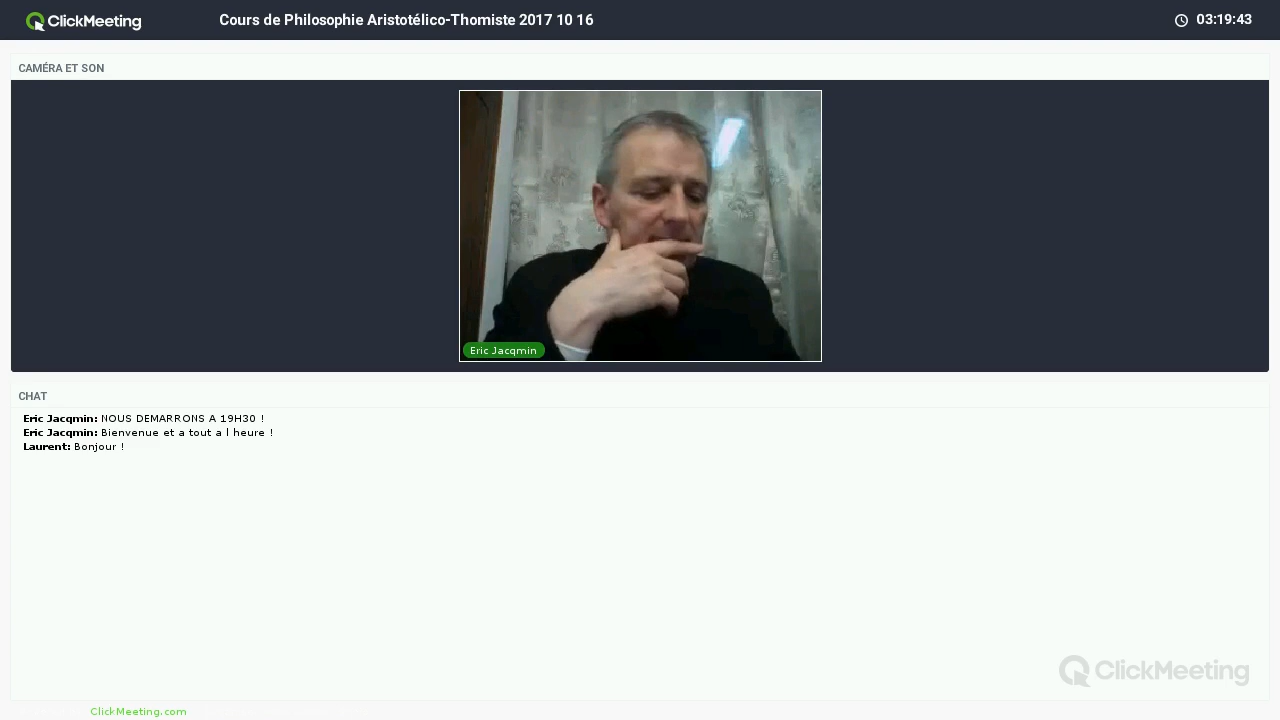 ClickMeeting
Cours de Philosophie Aristotélico-Thomiste 2017 10 16
03:19:43
CAMÉRA ET SON
Eric Jacqmin
CHAT
Eric Jacqmin: NOUS DEMARRONS A 19H30 !
Eric Jacqmin: Bienvenue et a tout a l heure !
Laurent: Bonjour !
ClickMeeting
ClickMeeting.com